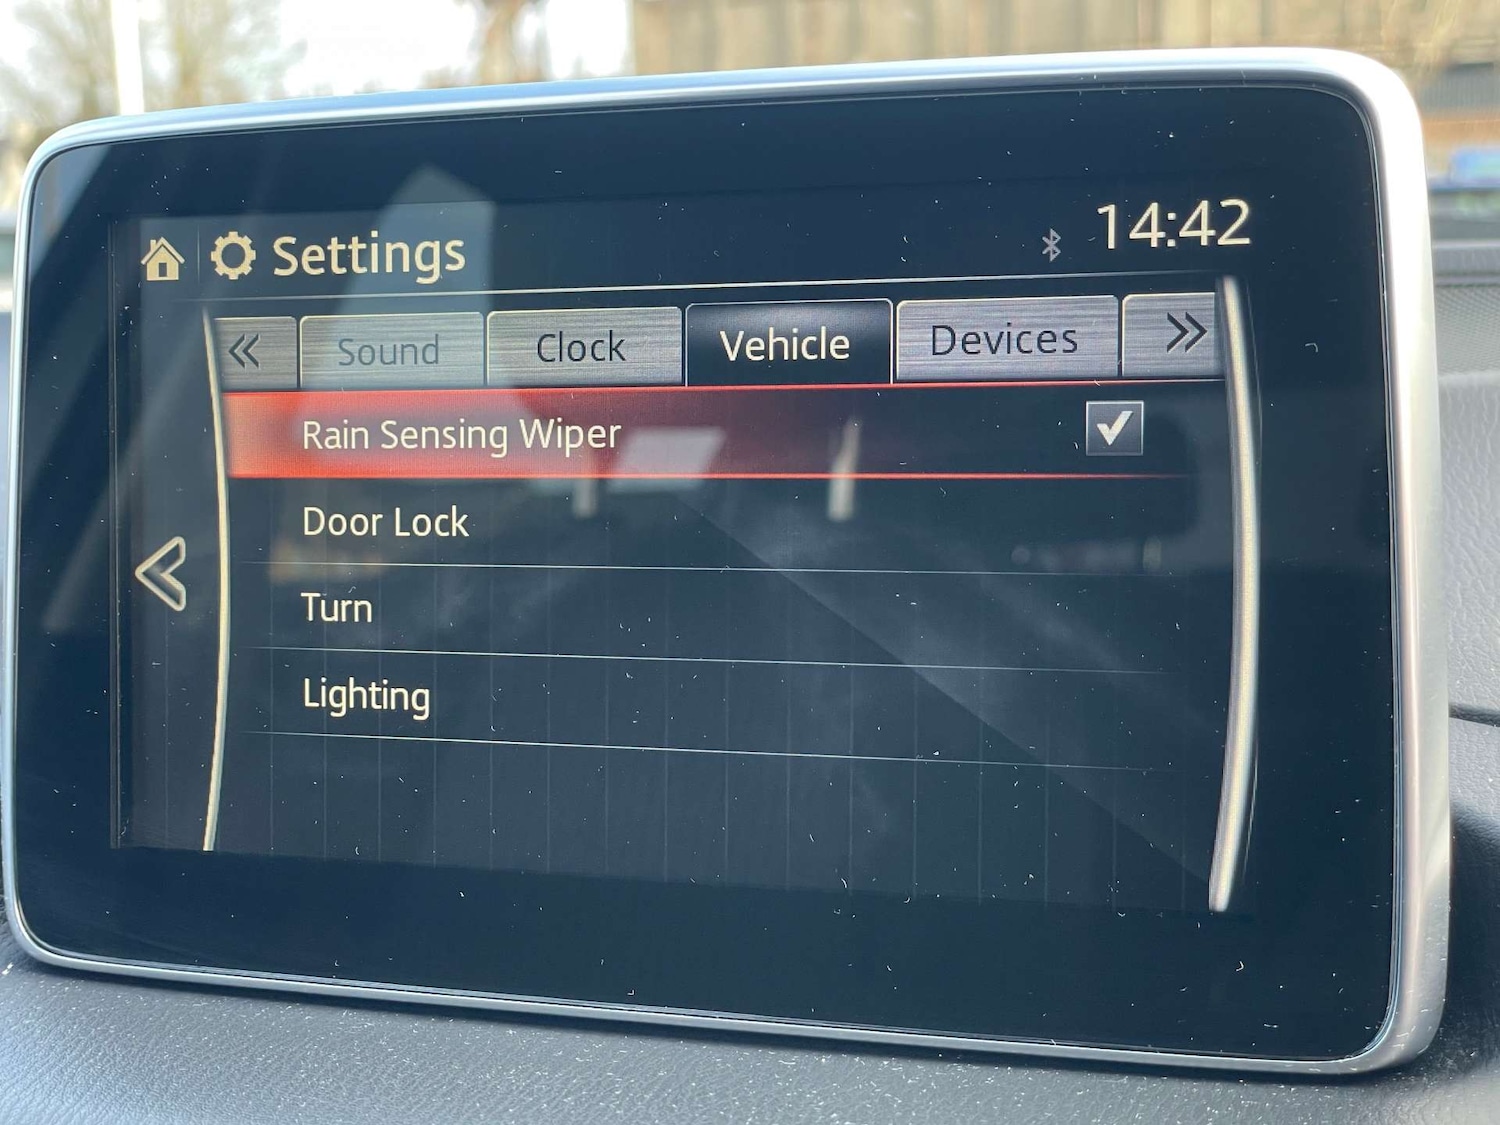 Settings 14:42
« Sound Clock Vehicle Devices »
Rain Sensing Wiper
Door Lock
Turn
Lighting